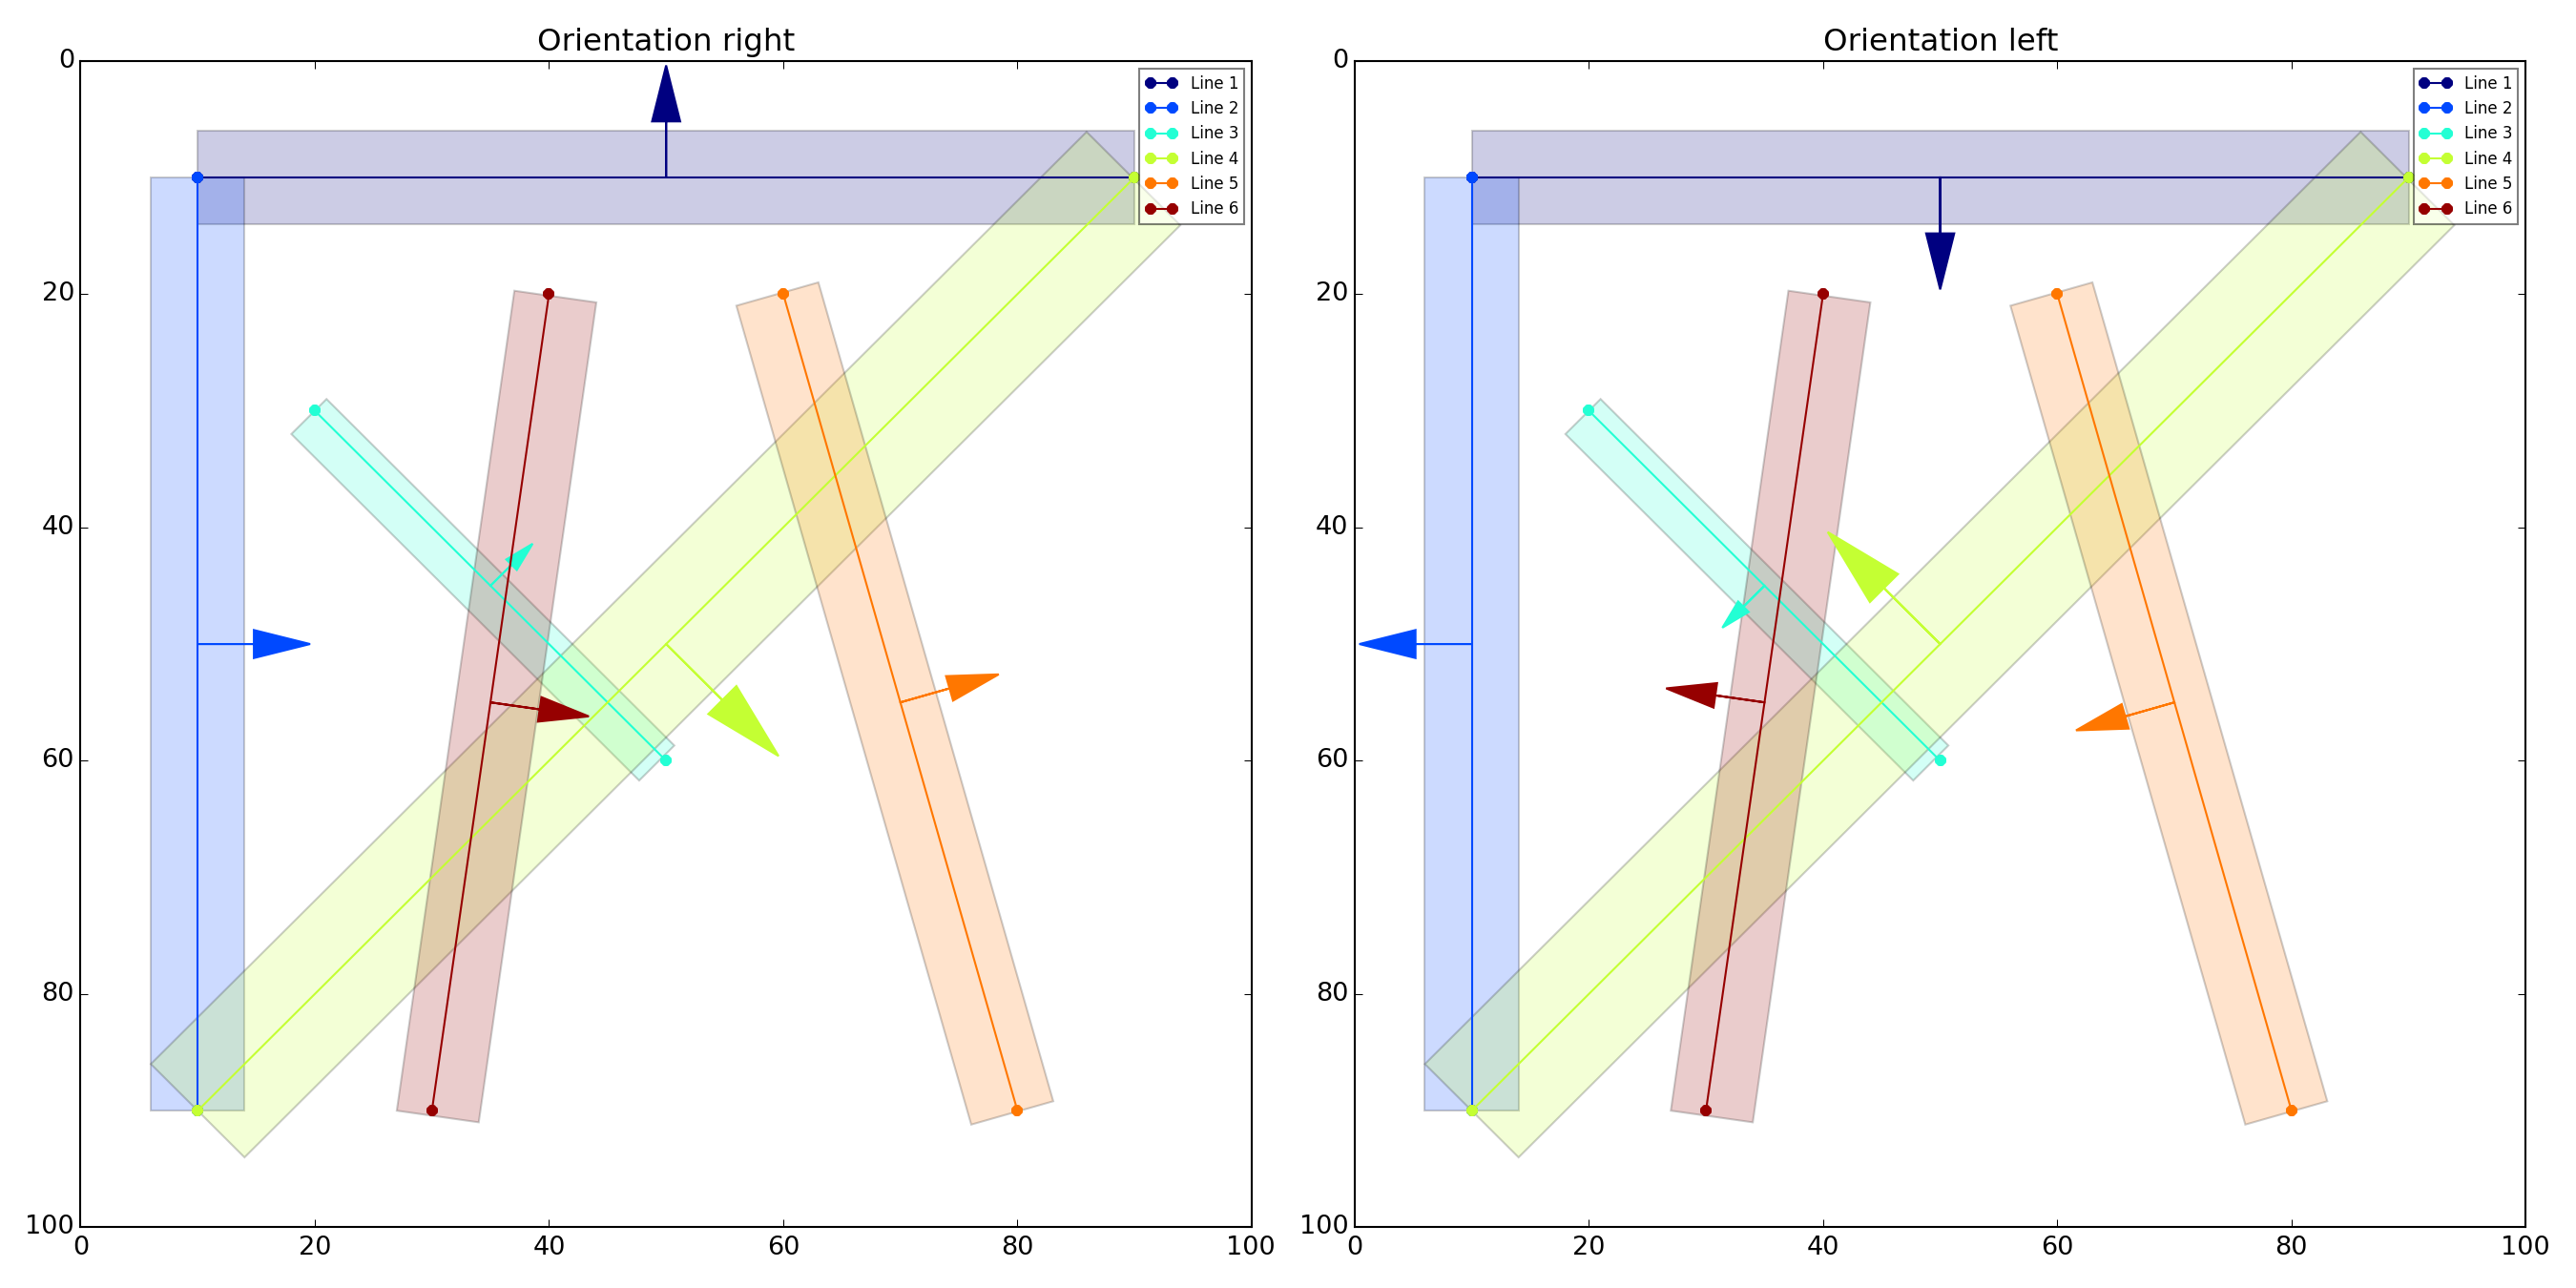 Orientation right
0
20
40
60
80
100
0 20 40 60 80 100
Line 1
Line 2
Line 3
Line 4
Line 5
Line 6
Orientation left
0
20
40
60
80
100
0 20 40 60 80 100
Line 1
Line 2
Line 3
Line 4
Line 5
Line 6